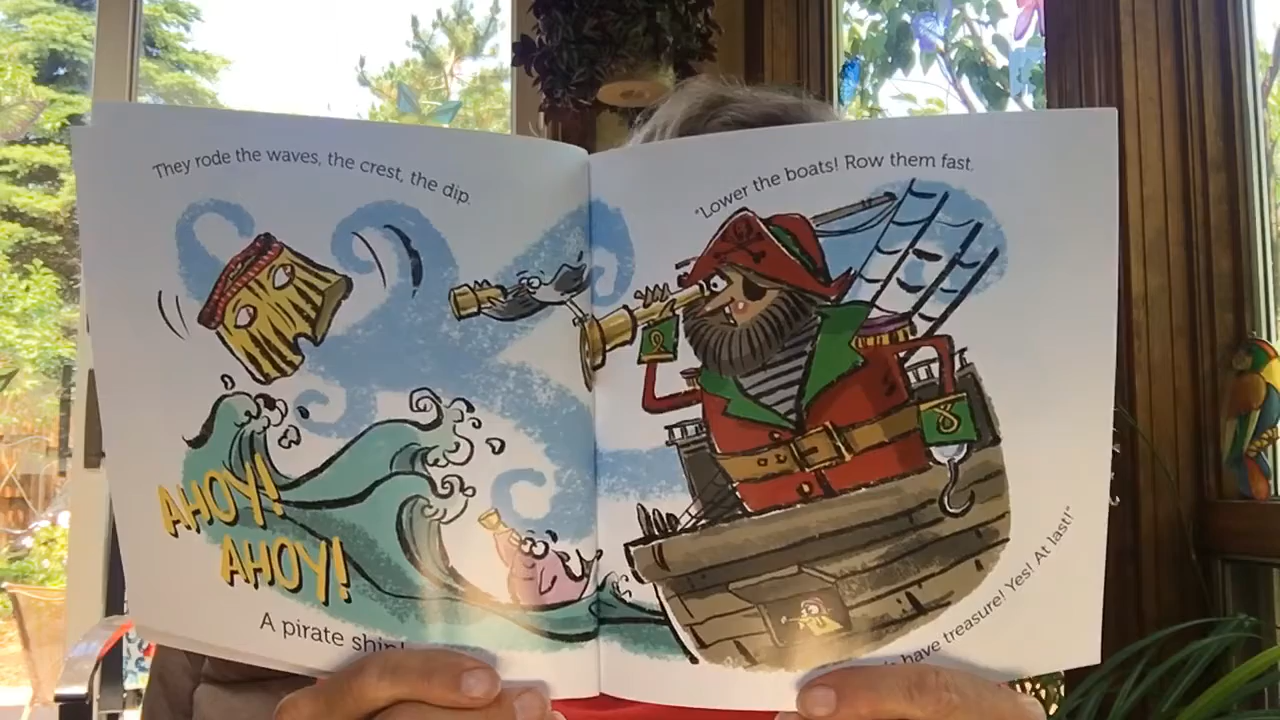 They rode the waves, the crest, the dip.
AHOY!
AHOY!
A pirate ship!
"Lower the boats! Row them fast.
have treasure! Yes! At last!"